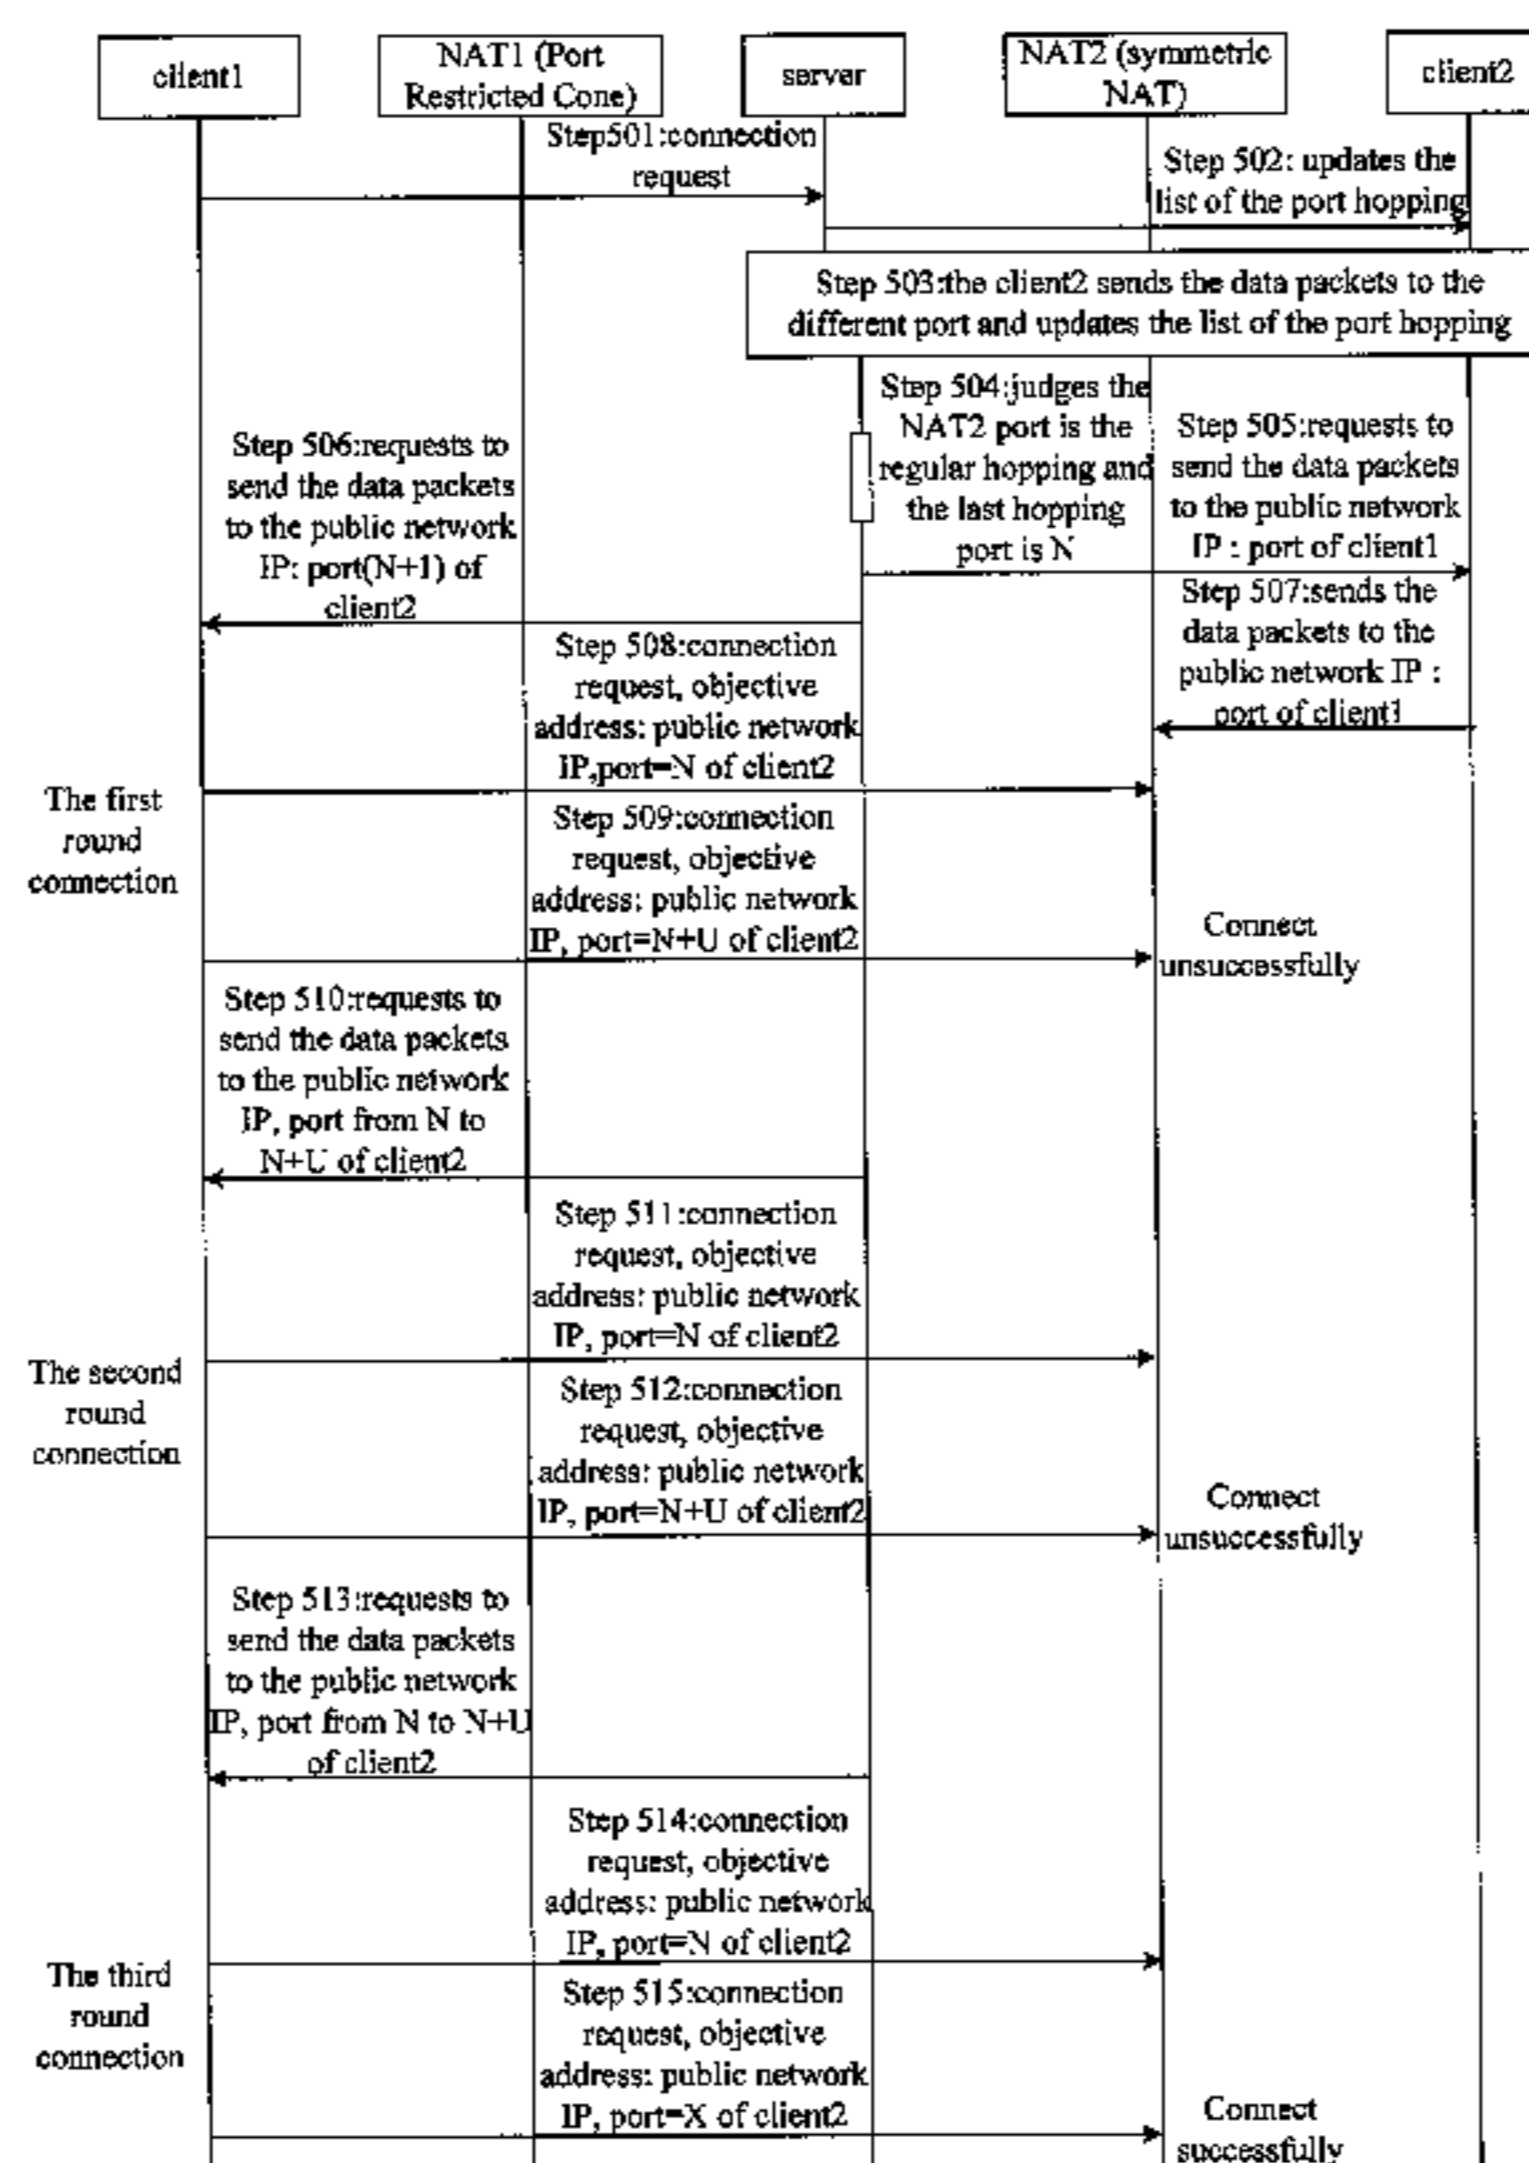 client1
NAT1 (Port
Restricted Cone)
server
NAT2 (symmetric
NAT)
client2
Step501:connection
request
Step 502: updates the
list of the port hopping
Step 503:the client2 sends the data packets to the
different port and updates the list of the port hopping
Step 504:judges the
NAT2 port is the
regular hopping and
the last hopping
port is N
Step 505:requests to
send the data packets
to the public network
IP : port of client1
Step 506:requests to
send the data packets
to the public network
IP: port(N+1) of
client2
Step 507:sends the
data packets to the
public network IP :
port of client1
Step 508:connection
request, objective
address: public network
IP,port=N of client2
The first
round
connection
Step 509:connection
request, objective
address: public network
IP, port=N+U of client2
Connect
unsuccessfully
Step 510:requests to
send the data packets
to the public network
IP, port from N to
N+U of client2
Step 511:connection
request, objective
address: public network
IP, port=N of client2
The second
round
connection
Step 512:connection
request, objective
address: public network
IP, port=N+U of client2
Connect
unsuccessfully
Step 513:requests to
send the data packets
to the public network
IP, port from N to N+U
of client2
Step 514:connection
request, objective
address: public network
IP, port=N of client2
The third
round
connection
Step 515:connection
request, objective
address: public network
IP, port=X of client2
Connect
successfully